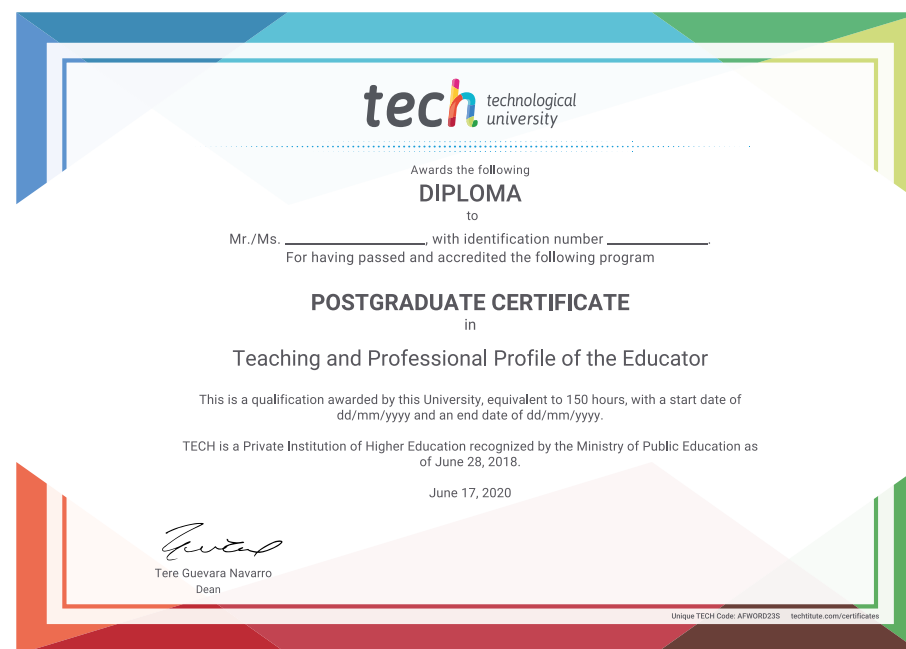 tech technological
university
Awards the following
DIPLOMA
to
Mr./Ms. ____________________, with identification number ______________.
For having passed and accredited the following program
POSTGRADUATE CERTIFICATE
in
Teaching and Professional Profile of the Educator
This is a qualification awarded by this University, equivalent to 150 hours, with a start date of
dd/mm/yyyy and an end date of dd/mm/yyyy.
TECH is a Private Institution of Higher Education recognized by the Ministry of Public Education as
of June 28, 2018.
June 17, 2020
Tere Guevara Navarro
Dean
Unique TECH Code: AFWORD23S techtitute.com/certificates